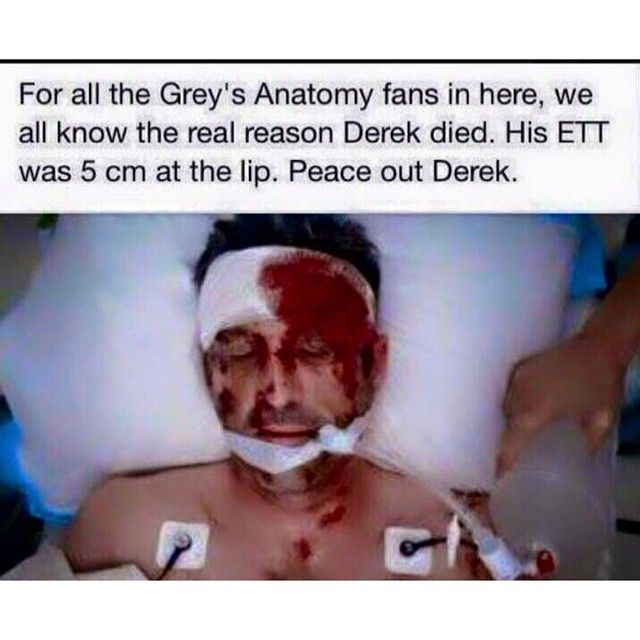 For all the Grey's Anatomy fans in here, we
all know the real reason Derek died. His ETT
was 5 cm at the lip. Peace out Derek.